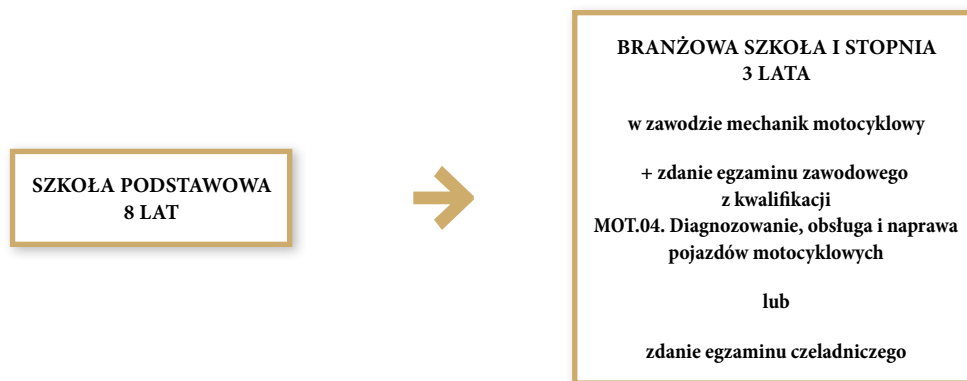 SZKOŁA PODSTAWOWA
8 LAT
BRANŻOWA SZKOŁA I STOPNIA
3 LATA
w zawodzie mechanik motocyklowy
+ zdanie egzaminu zawodowego
z kwalifikacji
MOT.04. Diagnozowanie, obsługa i naprawa
pojazdów motocyklowych
lub
zdanie egzaminu czeladniczego